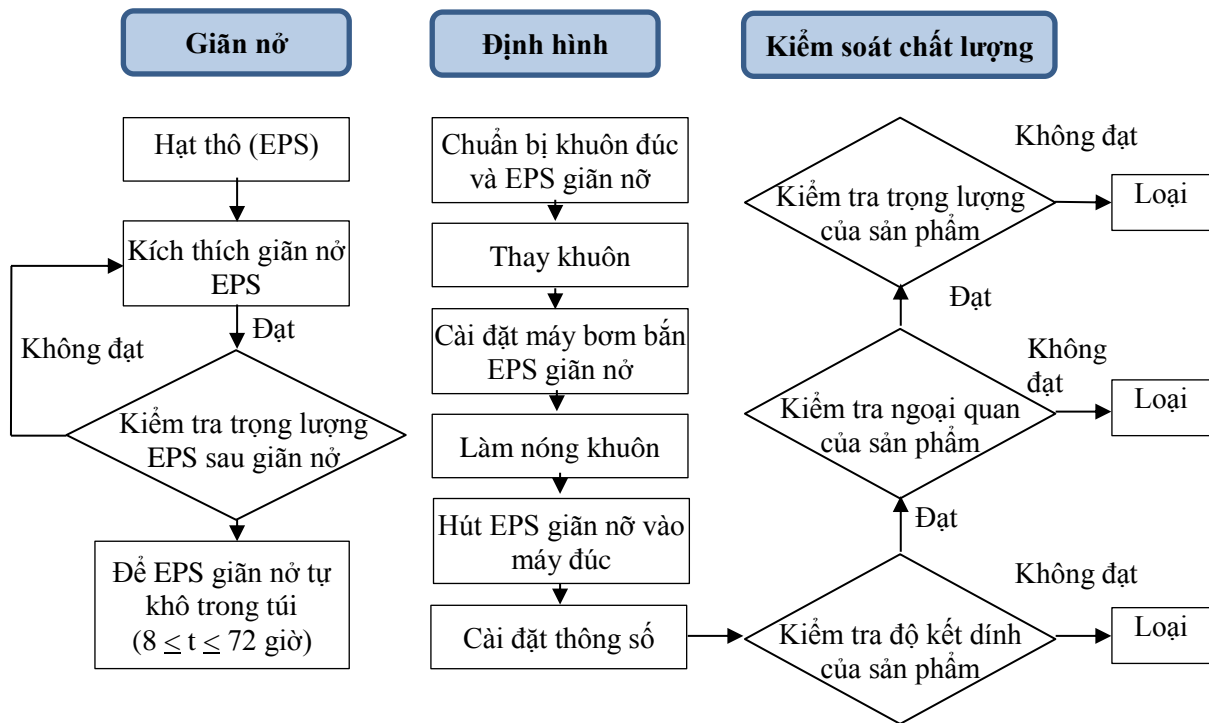 Giãn nở
Hạt thô (EPS)
Kích thích giãn nở
EPS
Không đạt
Đạt
Kiểm tra trọng lượng
EPS sau giãn nở
Để EPS giãn nở tự
khô trong túi
(8 ≤ t ≤ 72 giờ)
Định hình
Chuẩn bị khuôn đúc
và EPS giãn nỡ
Thay khuôn
Cài đặt máy bơm bắn
EPS giãn nở
Làm nóng khuôn
Hút EPS giãn nỡ vào
máy đúc
Cài đặt thông số
Kiểm soát chất lượng
Không đạt
Kiểm tra trọng lượng
của sản phẩm
Loại
Đạt
Không
đạt
Kiểm tra ngoại quan
của sản phẩm
Loại
Đạt
Không đạt
Kiểm tra độ kết dính
của sản phẩm
Loại